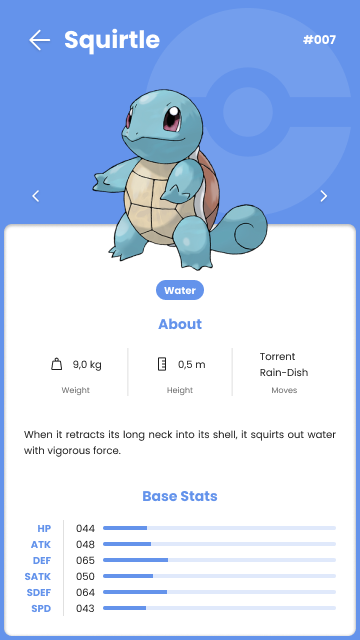 Squirtle
#007
Water
About
9,0 kg
Weight
0,5 m
Height
Torrent
Rain-Dish
Moves
When it retracts its long neck into its shell, it squirts out water
with vigorous force.
Base Stats
HP 044
ATK 048
DEF 065
SATK 050
SDEF 064
SPD 043